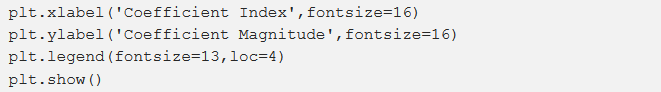 plt.xlabel('Coefficient Index',fontsize=16)
plt.ylabel('Coefficient Magnitude',fontsize=16)
plt.legend(fontsize=13,loc=4)
plt.show()